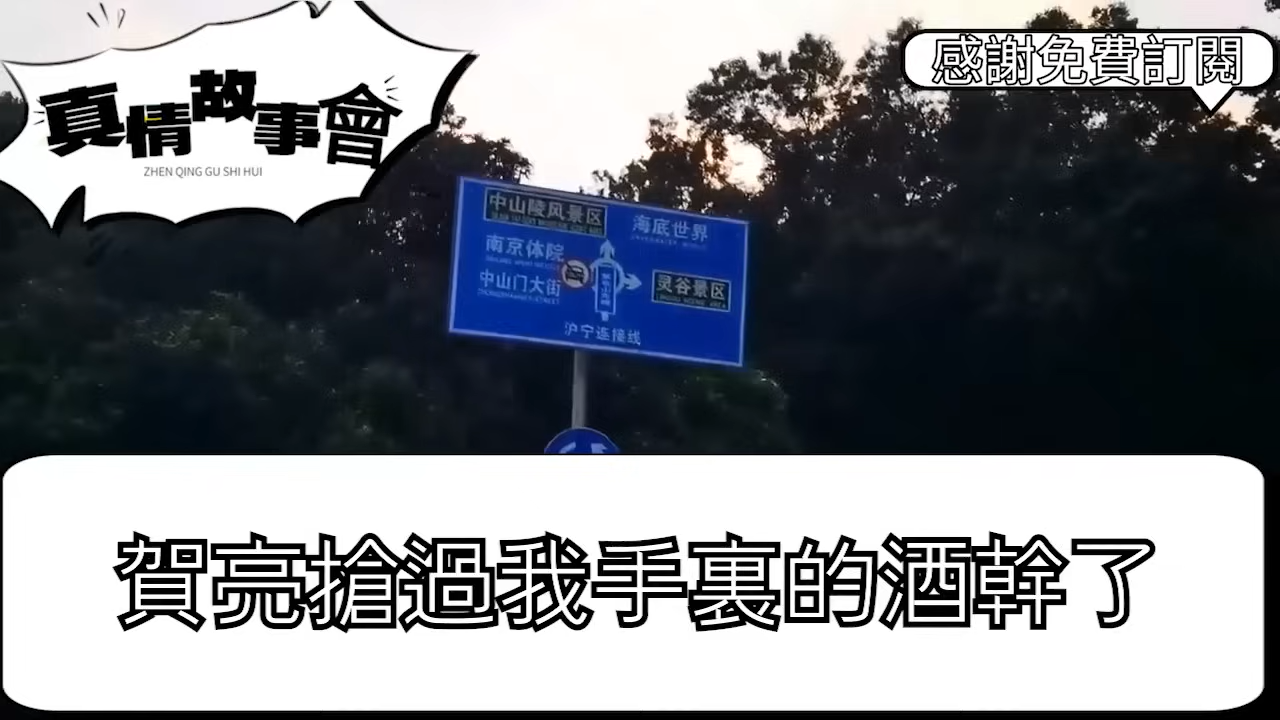 真情故事會
ZHEN QING GU SHI HUI
感謝免費訂閱
中山陵风景区
海底世界
南京体院
中山门大街
灵谷景区
沪宁连接线
賀亮搶過我手裏的酒幹了